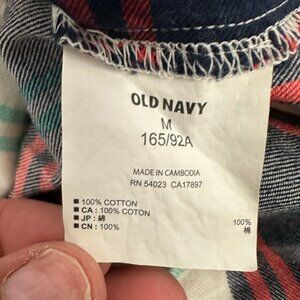 OLD NAVY
M
165/92A
MADE IN CAMBODIA
RN 54023 CA17897
■ 100% COTTON
■ CA : 100% COTON
■ JP : 綿 100%
■ CN : 100% 棉